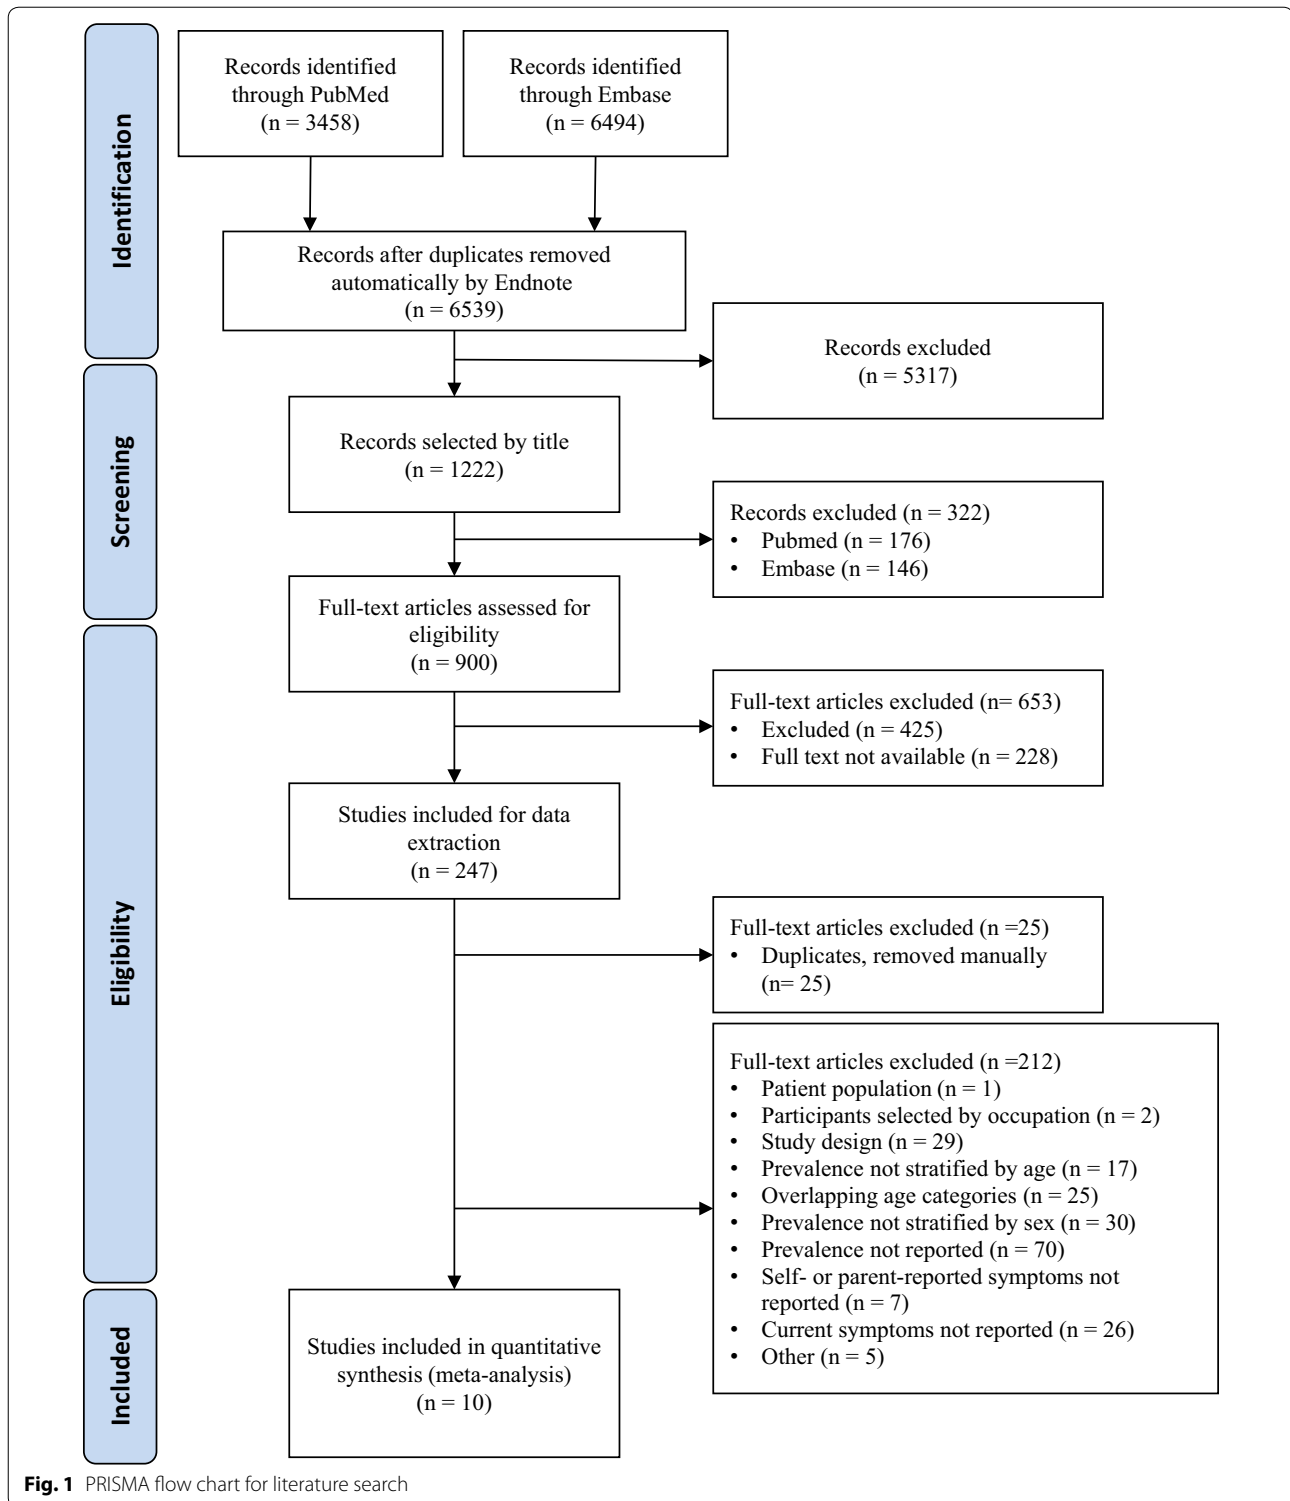 Identification
Records identified
through PubMed
(n = 3458)
Records identified
through Embase
(n = 6494)
Records after duplicates removed
automatically by Endnote
(n = 6539)
Records excluded
(n = 5317)
Screening
Records selected by title
(n = 1222)
Records excluded (n = 322)
• Pubmed (n = 176)
• Embase (n = 146)
Full-text articles assessed for
eligibility
(n = 900)
Eligibility
Full-text articles excluded (n= 653)
• Excluded (n = 425)
• Full text not available (n = 228)
Studies included for data
extraction
(n = 247)
Full-text articles excluded (n =25)
• Duplicates, removed manually
(n= 25)
Full-text articles excluded (n =212)
• Patient population (n = 1)
• Participants selected by occupation (n = 2)
• Study design (n = 29)
• Prevalence not stratified by age (n = 17)
• Overlapping age categories (n = 25)
• Prevalence not stratified by sex (n = 30)
• Prevalence not reported (n = 70)
• Self- or parent-reported symptoms not
reported (n = 7)
• Current symptoms not reported (n = 26)
• Other (n = 5)
Included
Studies included in quantitative
synthesis (meta-analysis)
(n = 10)
Fig. 1 PRISMA flow chart for literature search